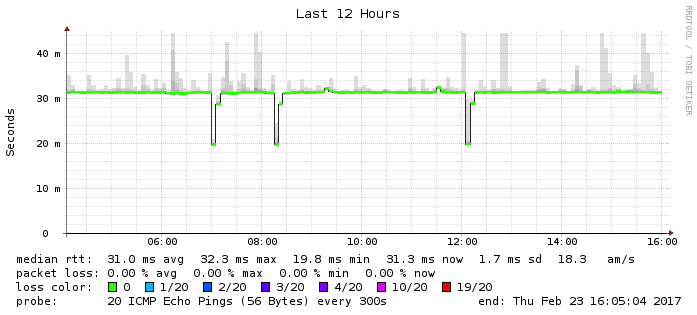 Last 12 Hours
RRDTOOL / TOBI OETIKER
Seconds
40 m
30 m
20 m
10 m
0
06:00 08:00 10:00 12:00 14:00 16:00
median rtt: 31.0 ms avg 32.3 ms max 19.8 ms min 31.3 ms now 1.7 ms sd 18.3 am/s
packet loss: 0.00 % avg 0.00 % max 0.00 % min 0.00 % now
loss color: 0 1/20 2/20 3/20 4/20 10/20 19/20
probe: 20 ICMP Echo Pings (56 Bytes) every 300s end: Thu Feb 23 16:05:04 2017